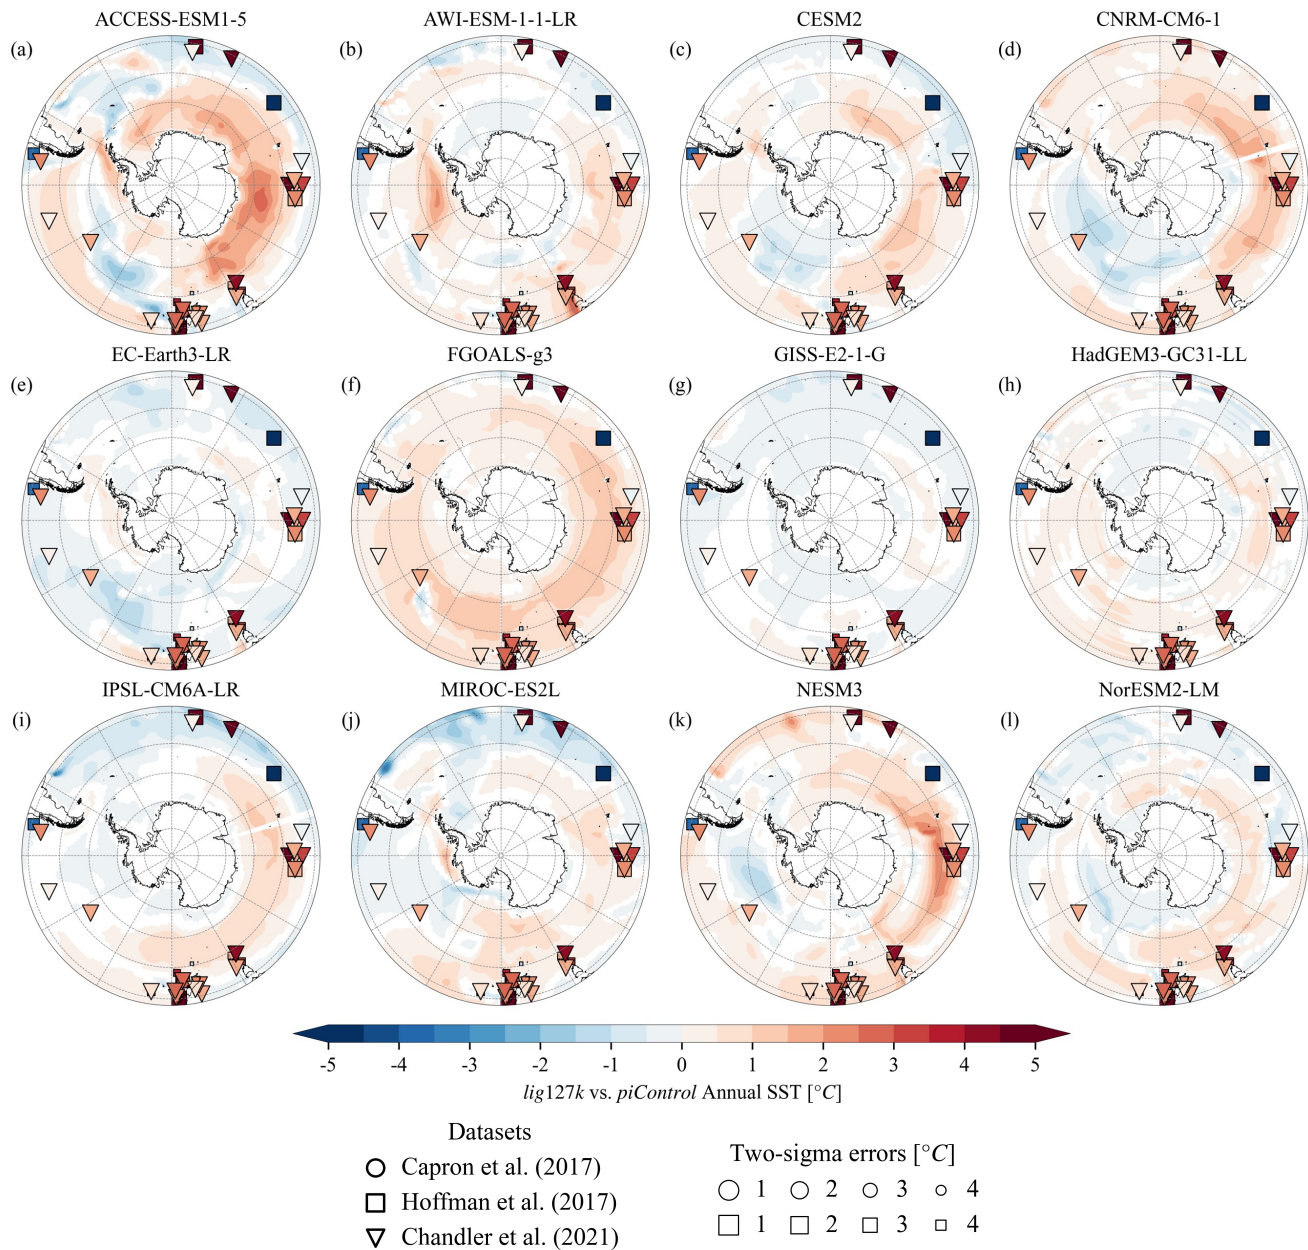 ACCESS-ESM1-5 AWI-ESM-1-1-LR CESM2 CNRM-CM6-1
(a) (b) (c) (d)
EC-Earth3-LR FGOALS-g3 GISS-E2-1-G HadGEM3-GC31-LL
(e) (f) (g) (h)
IPSL-CM6A-LR MIROC-ES2L NESM3 NorESM2-LM
(i) (j) (k) (l)
-5 -4 -3 -2 -1 0 1 2 3 4 5
lig127k vs. piControl Annual SST [°C]
Datasets
Capron et al. (2017)
Hoffman et al. (2017)
Chandler et al. (2021)
Two-sigma errors [°C]
1 2 3 4
1 2 3 4